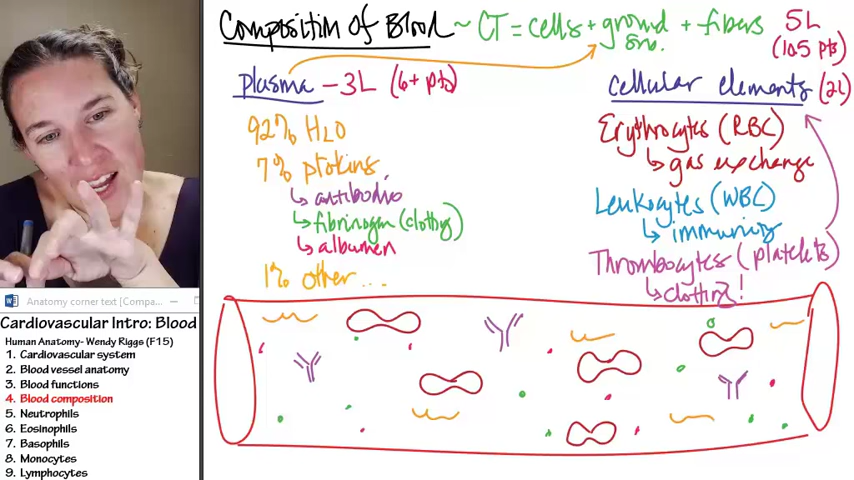 Composition of Blood ~ CT = cells + ground sub. + fibers
5L (10.5 pts)
plasma - 3L (6+ pts)
92% H2O
7% proteins
↳ antibodies
↳ fibrinogen (clotting)
↳ albumen
1% other...
cellular elements (2L)
Erythrocytes (RBC)
↳ gas exchange
Leukocytes (WBC)
↳ immunity
Thrombocytes (platelets)
↳ clotting!
Anatomy corner text [Compa...
Cardiovascular Intro: Blood
Human Anatomy- Wendy Riggs (F15)
1. Cardiovascular system
2. Blood vessel anatomy
3. Blood functions
4. Blood composition
5. Neutrophils
6. Eosinophils
7. Basophils
8. Monocytes
9. Lymphocytes